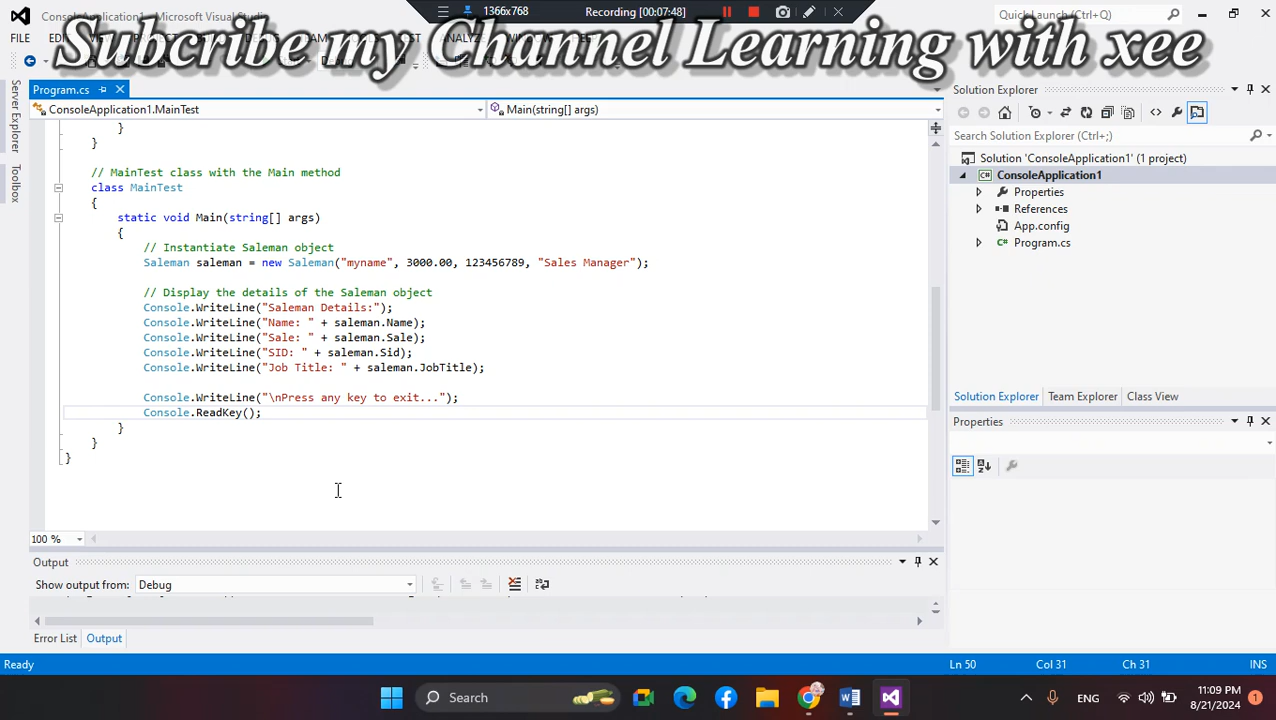 ConsoleApplication1 - Microsoft Visual Studio
1366x768
Recording [00:07:48]
Quick Launch (Ctrl+Q)
Subcribe my Channel Learning with xee
FILE
Program.cs
Solution Explorer
ConsoleApplication1.MainTest
Main(string[] args)
Server Explorer
Toolbox
Search Solution Explorer (Ctrl+;)
Solution 'ConsoleApplication1' (1 project)
ConsoleApplication1
Properties
References
App.config
Program.cs
}
}
// MainTest class with the Main method
class MainTest
{
static void Main(string[] args)
{
// Instantiate Saleman object
Saleman saleman = new Saleman("myname", 3000.00, 123456789, "Sales Manager");
// Display the details of the Saleman object
Console.WriteLine("Saleman Details:");
Console.WriteLine("Name: " + saleman.Name);
Console.WriteLine("Sale: " + saleman.Sale);
Console.WriteLine("SID: " + saleman.Sid);
Console.WriteLine("Job Title: " + saleman.JobTitle);
Console.WriteLine("\nPress any key to exit...");
Console.ReadKey();
}
}
}
Solution Explorer Team Explorer Class View
Properties
100 %
Output
Show output from: Debug
Error List Output
Ready
Ln 50 Col 31 Ch 31 INS
Search
ENG
11:09 PM
8/21/2024
1